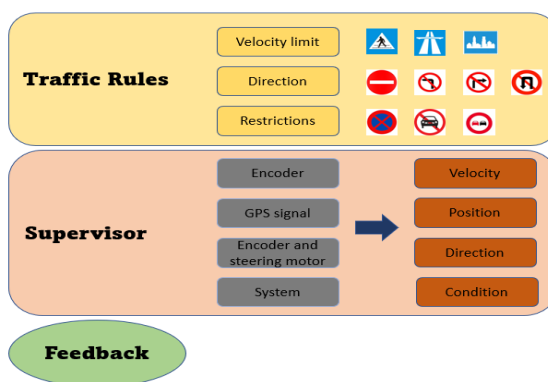 Traffic Rules
Velocity limit
Direction
Restrictions
Supervisor
Encoder
GPS signal
Encoder and
steering motor
System
Velocity
Position
Direction
Condition
Feedback